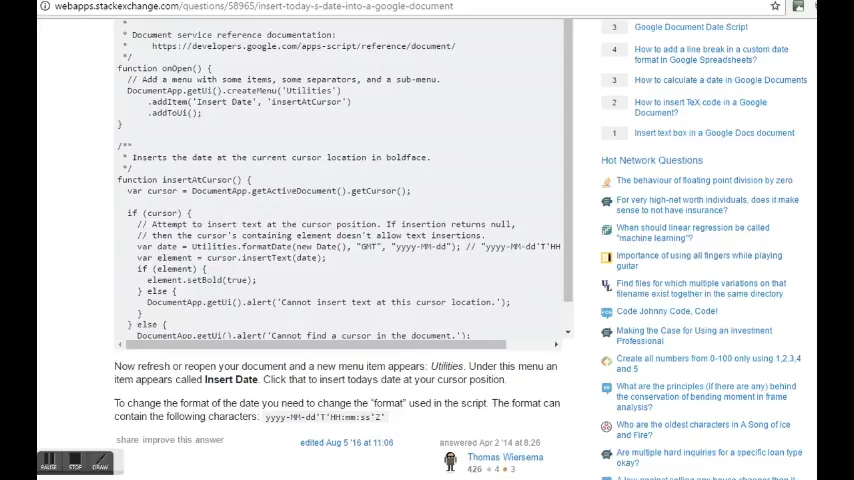 webapps.stackexchange.com/questions/58965/insert-today-s-date-into-a-google-document
*
* Document service reference documentation:
*     https://developers.google.com/apps-script/reference/document/
*/
function onOpen() {
// Add a menu with some items, some separators, and a sub-menu.
DocumentApp.getUi().createMenu('Utilities')
.addItem('Insert Date', 'insertAtCursor')
.addToUi();
}
/**
* Inserts the date at the current cursor location in boldface.
*/
function insertAtCursor() {
var cursor = DocumentApp.getActiveDocument().getCursor();
if (cursor) {
// Attempt to insert text at the cursor position. If insertion returns null,
// then the cursor's containing element doesn't allow text insertions.
var date = Utilities.formatDate(new Date(), "GMT", "yyyy-MM-dd"); // "yyyy-MM-dd'T'HH
var element = cursor.insertText(date);
if (element) {
element.setBold(true);
} else {
DocumentApp.getUi().alert('Cannot insert text at this cursor location.');
}
} else {
DocumentApp.getUi().alert('Cannot find a cursor in the document.');
Now refresh or reopen your document and a new menu item appears: Utilities. Under this menu an
item appears called Insert Date. Click that to insert todays date at your cursor position.
To change the format of the date you need to change the "format" used in the script. The format can
contain the following characters: yyyy-MM-dd'T'HH:mm:ss'Z'
share improve this answer
edited Aug 5 '16 at 11:06
answered Apr 2 '14 at 8:26
Thomas Wiersema
426 4 3
PAUSE STOP DRAW
3 Google Document Date Script
4 How to add a line break in a custom date
format in Google Spreadsheets?
3 How to calculate a date in Google Documents
2 How to insert TeX code in a Google
Document?
1 Insert text box in a Google Docs document
Hot Network Questions
The behaviour of floating point division by zero
For very high-net worth individuals, does it make
sense to not have insurance?
When should linear regression be called
"machine learning"?
Importance of using all fingers while playing
guitar
Find files for which multiple variations on that
filename exist together in the same directory
Code Johnny Code, Code!
Making the Case for Using an Investment
Professional
Create all numbers from 0-100 only using 1,2,3,4
and 5
What are the principles (if there are any) behind
the conservation of bending moment in frame
analysis?
Who are the oldest characters in A Song of Ice
and Fire?
Are multiple hard inquiries for a specific loan type
okay?